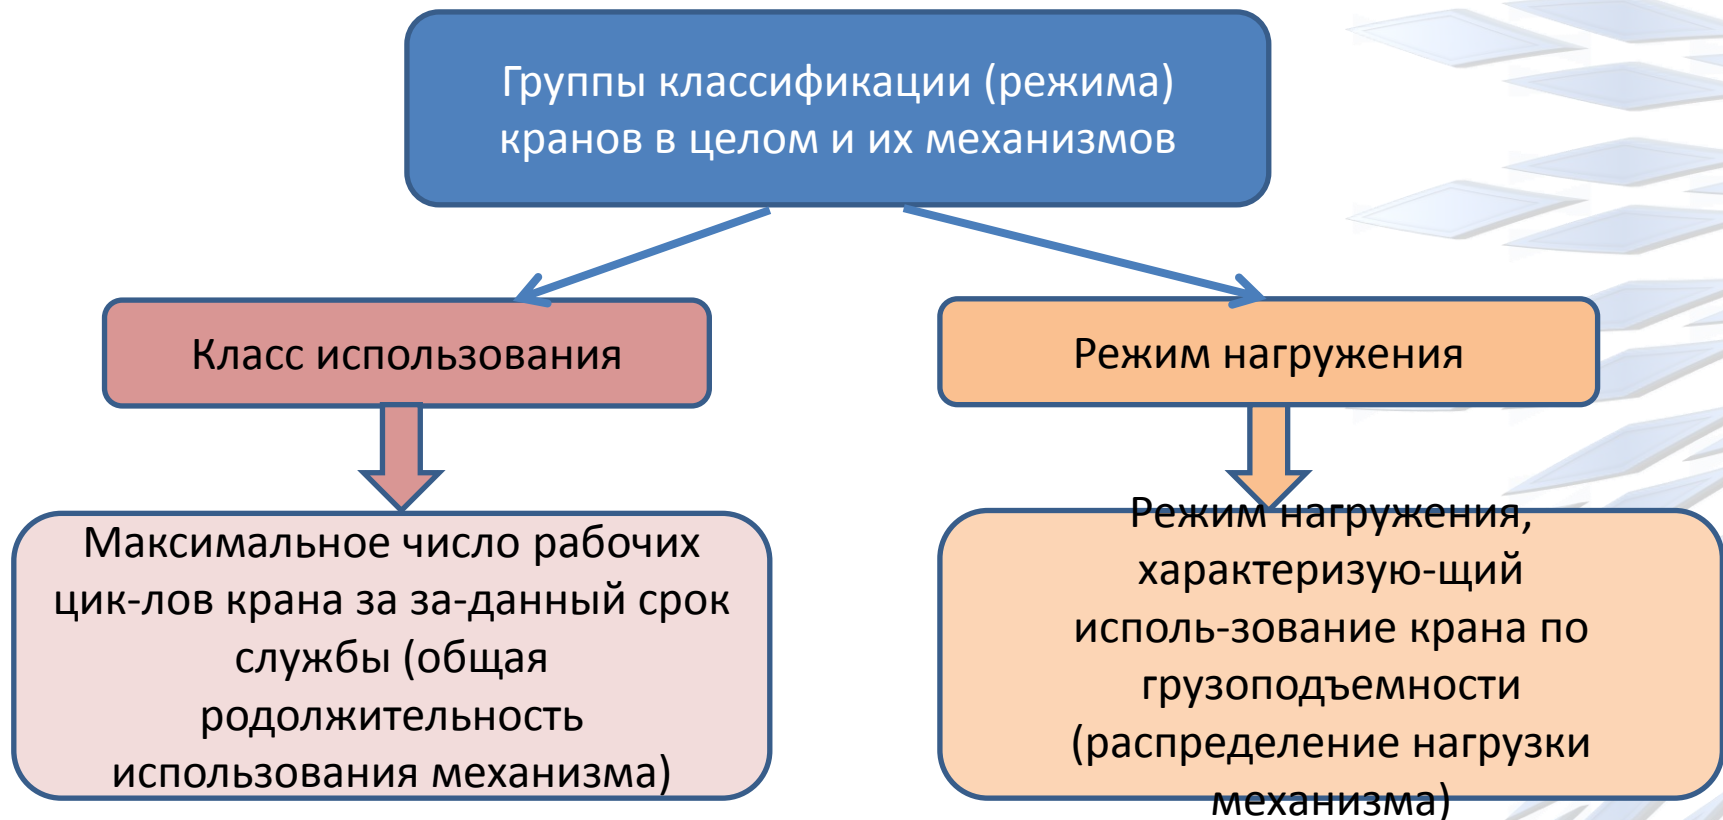 Группы классификации (режима)
кранов в целом и их механизмов
Класс использования
Режим нагружения
Максимальное число рабочих
цик-лов крана за за-данный срок
службы (общая
родолжительность
использования механизма)
Режим нагружения,
характеризую-щий
исполь-зование крана по
грузоподъемности
(распределение нагрузки
механизма)